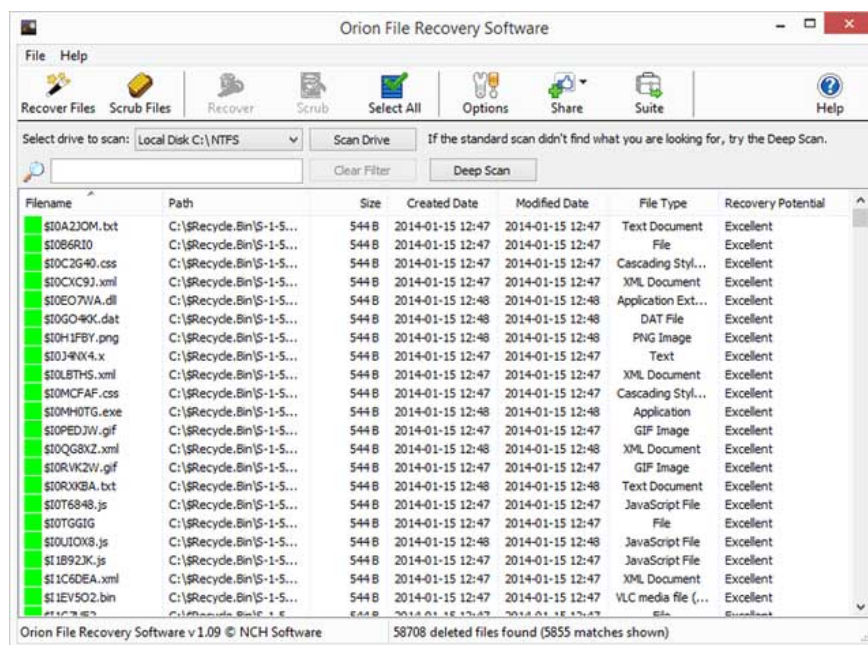 Orion File Recovery Software
File Help
Recover Files Scrub Files Recover Scrub Select All Options Share Suite Help
Select drive to scan: Local Disk C:\ NTFS Scan Drive If the standard scan didn't find what you are looking for, try the Deep Scan.
Clear Filter Deep Scan
Filename Path Size Created Date Modified Date File Type Recovery Potential
$I0A2JOM.txt C:\$Recycle.Bin\S-1-5... 544 B 2014-01-15 12:47 2014-01-15 12:47 Text Document Excellent
$I0B6RI0 C:\$Recycle.Bin\S-1-5... 544 B 2014-01-15 12:47 2014-01-15 12:47 File Excellent
$I0C2G40.css C:\$Recycle.Bin\S-1-5... 544 B 2014-01-15 12:47 2014-01-15 12:47 Cascading Styl... Excellent
$I0CXC9J.xml C:\$Recycle.Bin\S-1-5... 544 B 2014-01-15 12:47 2014-01-15 12:47 XML Document Excellent
$I0EO7WA.dll C:\$Recycle.Bin\S-1-5... 544 B 2014-01-15 12:48 2014-01-15 12:48 Application Ext... Excellent
$I0GO4KK.dat C:\$Recycle.Bin\S-1-5... 544 B 2014-01-15 12:48 2014-01-15 12:48 DAT File Excellent
$I0H1FBY.png C:\$Recycle.Bin\S-1-5... 544 B 2014-01-15 12:48 2014-01-15 12:48 PNG Image Excellent
$I0J4NX4.x C:\$Recycle.Bin\S-1-5... 544 B 2014-01-15 12:47 2014-01-15 12:47 Text Excellent
$I0LBTHS.xml C:\$Recycle.Bin\S-1-5... 544 B 2014-01-15 12:47 2014-01-15 12:47 XML Document Excellent
$I0MCFAF.css C:\$Recycle.Bin\S-1-5... 544 B 2014-01-15 12:47 2014-01-15 12:47 Cascading Styl... Excellent
$I0MH0TG.exe C:\$Recycle.Bin\S-1-5... 544 B 2014-01-15 12:48 2014-01-15 12:48 Application Excellent
$I0PEDJW.gif C:\$Recycle.Bin\S-1-5... 544 B 2014-01-15 12:47 2014-01-15 12:47 GIF Image Excellent
$I0QG8XZ.xml C:\$Recycle.Bin\S-1-5... 544 B 2014-01-15 12:48 2014-01-15 12:48 XML Document Excellent
$I0RVK2W.gif C:\$Recycle.Bin\S-1-5... 544 B 2014-01-15 12:47 2014-01-15 12:47 GIF Image Excellent
$I0RXKBA.txt C:\$Recycle.Bin\S-1-5... 544 B 2014-01-15 12:48 2014-01-15 12:48 Text Document Excellent
$I0T6848.js C:\$Recycle.Bin\S-1-5... 544 B 2014-01-15 12:47 2014-01-15 12:47 JavaScript File Excellent
$I0TGGIG C:\$Recycle.Bin\S-1-5... 544 B 2014-01-15 12:47 2014-01-15 12:47 File Excellent
$I0UIOX8.js C:\$Recycle.Bin\S-1-5... 544 B 2014-01-15 12:48 2014-01-15 12:48 JavaScript File Excellent
$I1B92JK.js C:\$Recycle.Bin\S-1-5... 544 B 2014-01-15 12:47 2014-01-15 12:47 JavaScript File Excellent
$I1C6DEA.xml C:\$Recycle.Bin\S-1-5... 544 B 2014-01-15 12:47 2014-01-15 12:47 XML Document Excellent
$I1EV5O2.bin C:\$Recycle.Bin\S-1-5... 544 B 2014-01-15 12:47 2014-01-15 12:47 VLC media file (... Excellent
Orion File Recovery Software v 1.09 © NCH Software 58708 deleted files found (5855 matches shown)